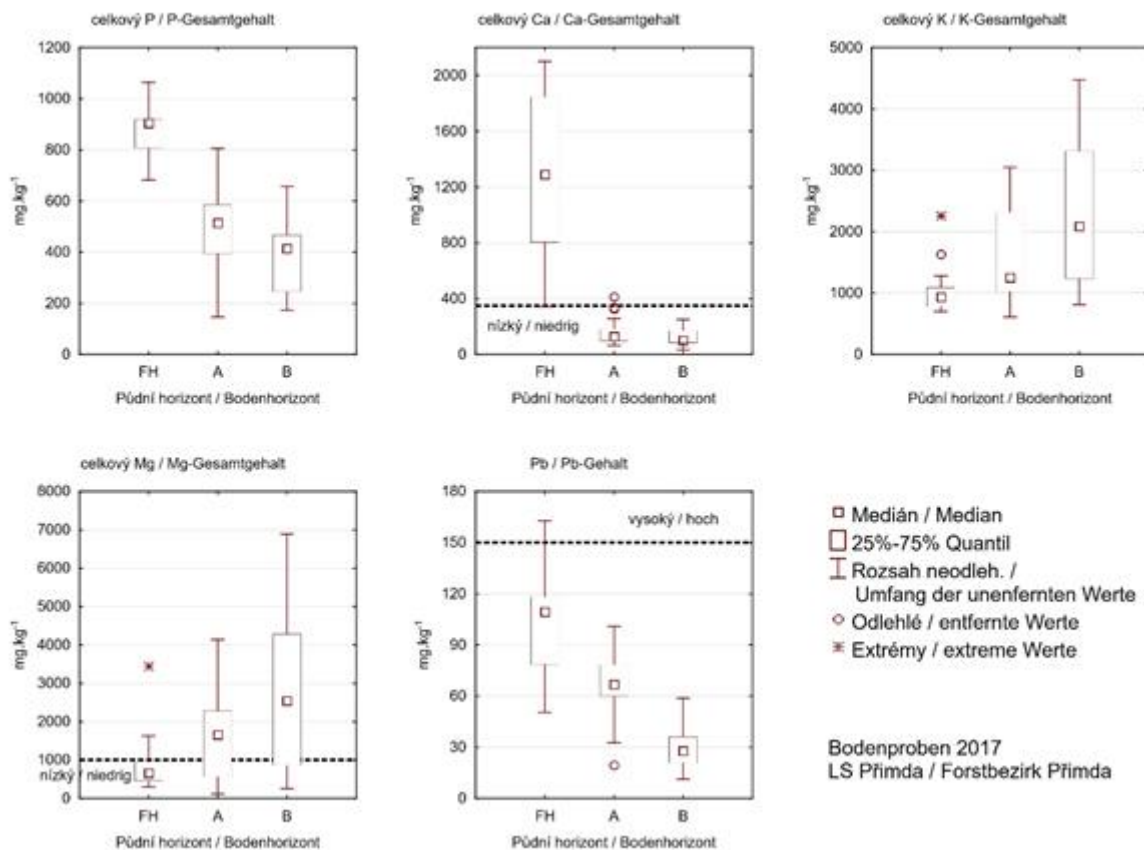 celkový P / P-Gesamtgehalt
1200
1000
800
600
400
200
0
mg.kg⁻¹
FH A B
Půdní horizont / Bodenhorizont
celkový Ca / Ca-Gesamtgehalt
2000
1600
1200
800
400
0
mg.kg⁻¹
nízký / niedrig
FH A B
Půdní horizont / Bodenhorizont
celkový K / K-Gesamtgehalt
5000
4000
3000
2000
1000
0
mg.kg⁻¹
FH A B
Půdní horizont / Bodenhorizont
celkový Mg / Mg-Gesamtgehalt
8000
7000
6000
5000
4000
3000
2000
1000
0
mg.kg⁻¹
nízký / niedrig
FH A B
Půdní horizont / Bodenhorizont
Pb / Pb-Gehalt
180
150
120
90
60
30
0
mg.kg⁻¹
vysoký / hoch
FH A B
Půdní horizont / Bodenhorizont
Medián / Median
25%-75% Quantil
Rozsah neodleh. /
Umfang der unenfernten Werte
Odlehlé / entfernte Werte
Extrémy / extreme Werte
Bodenproben 2017
LS Přimda / Forstbezirk Přimda